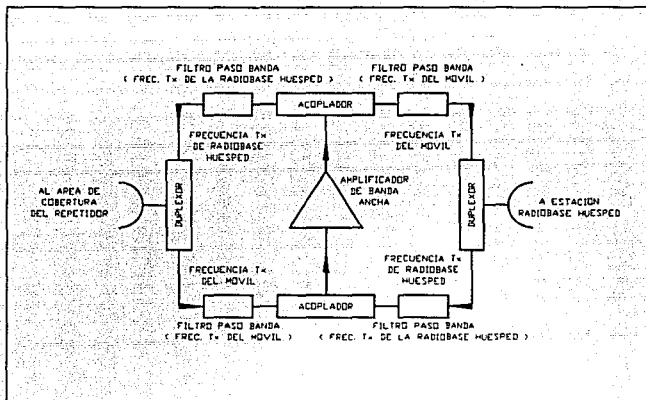 FILTRO PASO BANDA
( FREC. Tx DE LA RADIOBASE HUESPED )
FILTRO PASO BANDA
( FREC. Tx DEL MOVIL )
ACOPLADOR
FRECUENCIA Tx
DE RADIOBASE
HUESPED
FRECUENCIA Tx
DEL MOVIL
AL AREA DE
COBERTURA
DEL REPETIDOR
DUPLEXOR
AMPLIFICADOR
DE BANDA
ANCHA
DUPLEXOR
A ESTACIÓN
RADIOBASE HUESPED
FRECUENCIA Tx
DEL MOVIL
FRECUENCIA Tx
DE RADIOBASE
HUESPED
ACOPLADOR
FILTRO PASO BANDA
( FREC. Tx DEL MOVIL )
FILTRO PASO BANDA
( FREC. Tx DE LA RADIOBASE HUESPED )